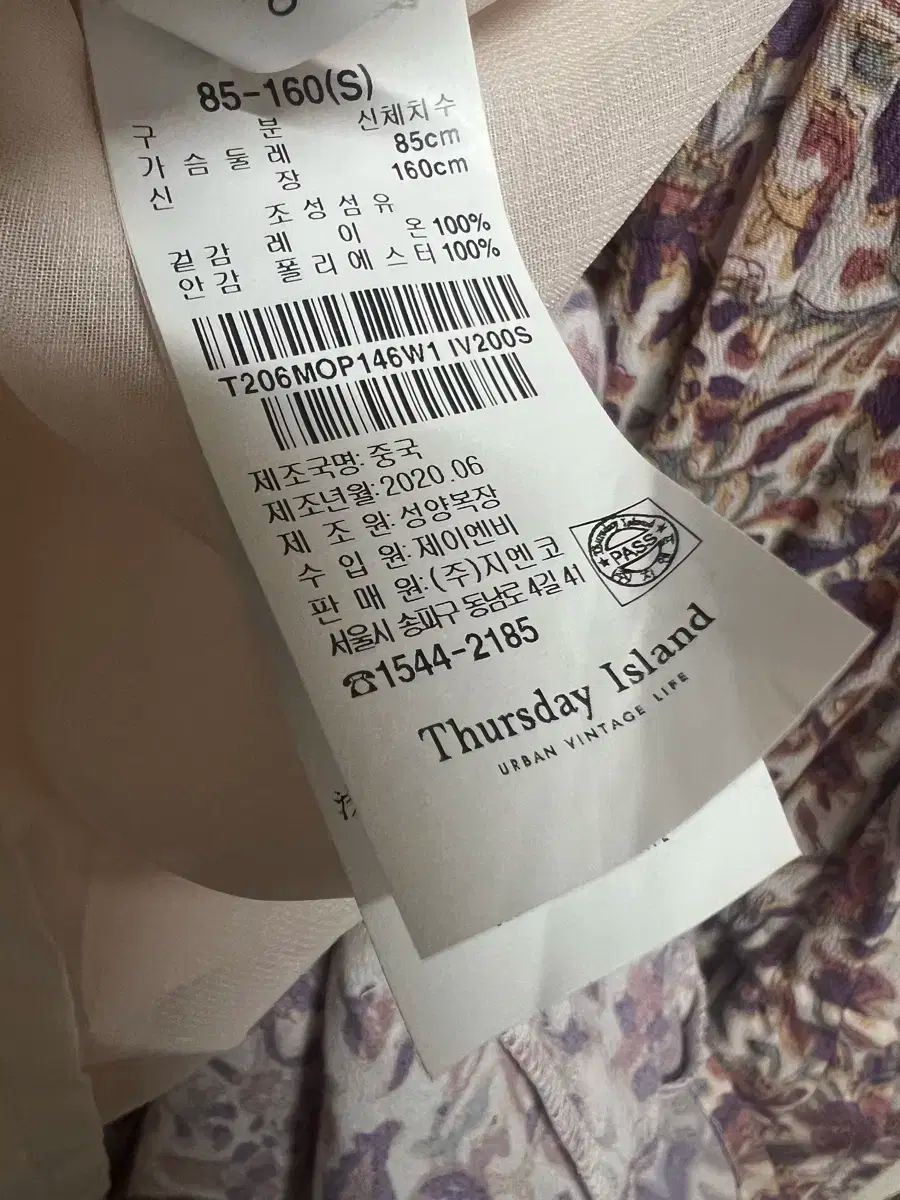 85-160(S)
구 분 신체치수
가 슴 둘 레 85cm
신 장 160cm
조 성 섬 유
겉 감 레 이 온 100%
안 감 폴 리 에 스 터 100%
T206MOP146W1 IV200S
제조국명: 중국
제조년월: 2020.06
제 조 원: 성양복장
수 입 원: 제이엔비
판 매 원: (주)지엔코
서울시 송파구 동남로 4길 41
☎1544-2185
Thursday Island
PASS
Thursday Island
URBAN VINTAGE LIFE